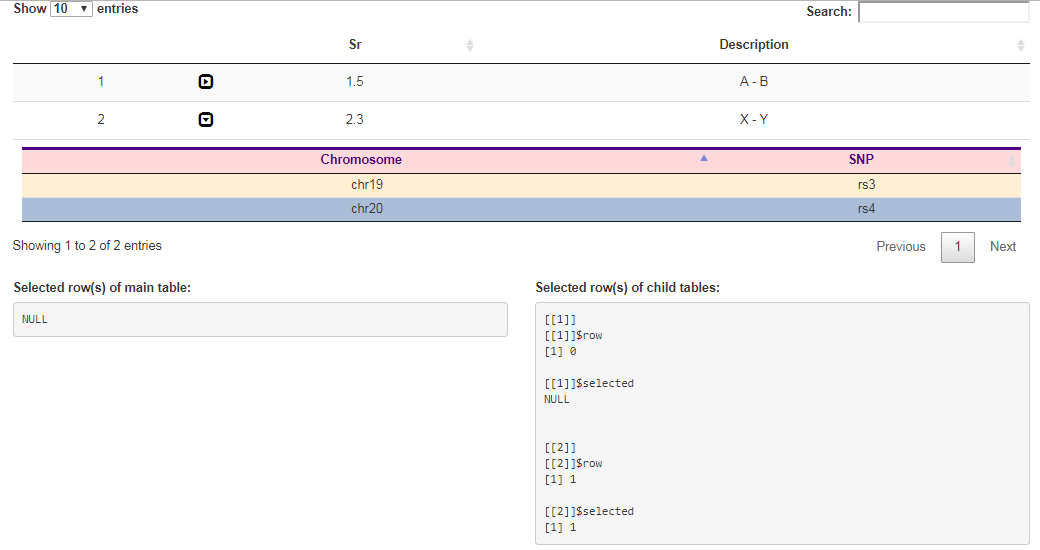 Show 10 entries
Search:
Sr Description
1 1.5 A - B
2 2.3 X - Y
Chromosome SNP
chr19 rs3
chr20 rs4
Showing 1 to 2 of 2 entries
Previous 1 Next
Selected row(s) of main table:
NULL
Selected row(s) of child tables:
[[1]]
[[1]]$row
[1] 0
[[1]]$selected
NULL
[[2]]
[[2]]$row
[1] 1
[[2]]$selected
[1] 1